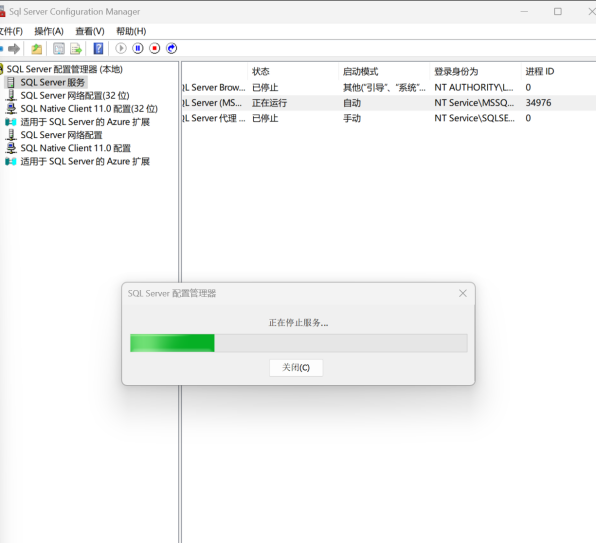 Sql Server Configuration Manager
文件(F) 操作(A) 查看(V) 帮助(H)
SQL Server 配置管理器 (本地)
SQL Server 服务
SQL Server 网络配置(32 位)
SQL Native Client 11.0 配置(32 位)
适用于 SQL Server 的 Azure 扩展
SQL Server 网络配置
SQL Native Client 11.0 配置
适用于 SQL Server 的 Azure 扩展
状态 启动模式 登录身份为 进程 ID
QL Server Brow... 已停止 其他("引导"、"系统"... NT AUTHORITY\L... 0
QL Server (MS... 正在运行 自动 NT Service\MSSQ... 34976
QL Server 代理 ... 已停止 手动 NT Service\SQLSE... 0
SQL Server 配置管理器
正在停止服务...
关闭(C)